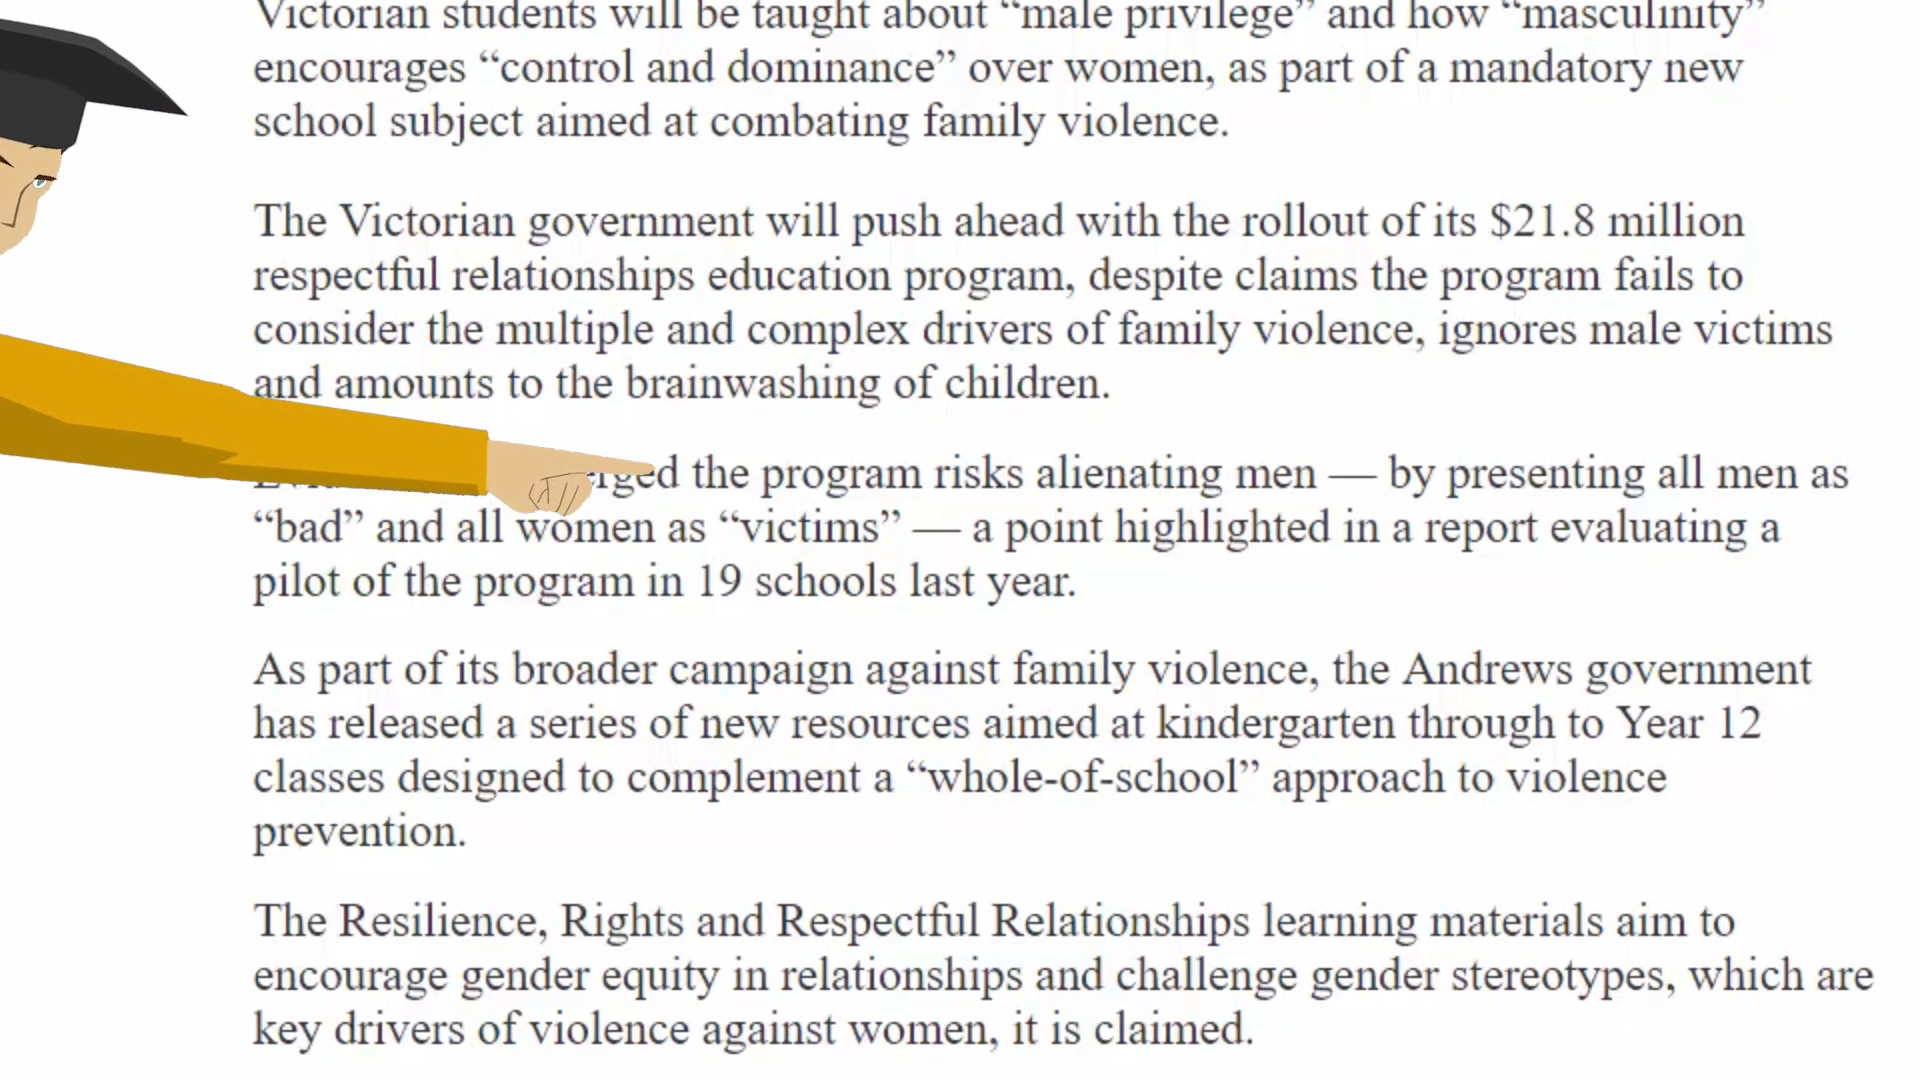 Victorian students will be taught about “male privilege” and how “masculinity”
encourages “control and dominance” over women, as part of a mandatory new
school subject aimed at combating family violence.
The Victorian government will push ahead with the rollout of its $21.8 million
respectful relationships education program, despite claims the program fails to
consider the multiple and complex drivers of family violence, ignores male victims
and amounts to the brainwashing of children.
the program risks alienating men — by presenting all men as
“bad” and all women as “victims” — a point highlighted in a report evaluating a
pilot of the program in 19 schools last year.
As part of its broader campaign against family violence, the Andrews government
has released a series of new resources aimed at kindergarten through to Year 12
classes designed to complement a “whole-of-school” approach to violence
prevention.
The Resilience, Rights and Respectful Relationships learning materials aim to
encourage gender equity in relationships and challenge gender stereotypes, which are
key drivers of violence against women, it is claimed.